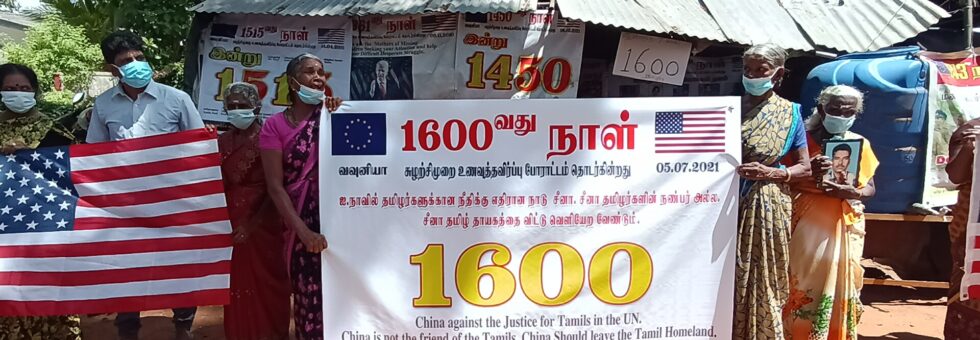 1515வது நாள்
இன்று
1450
இன்று
1600
1600வது நாள்
வவுனியா சுழற்சிமுறை உணவுத்தவிர்ப்பு போராட்டம் தொடர்கின்றது 05.07.2021
ஐ.நாவில் தமிழர்களுக்கான நீதிக்கு எதிரான நாடு சீனா. சீனா தமிழர்களின் நண்பர் அல்ல,
சீனா தமிழ் தாயகத்தை விட்டு வெளியேற வேண்டும்.
1600
China against the Justice for Tamils in the UN.
China is not the friend of the Tamils. China Should leave the Tamil Homeland.